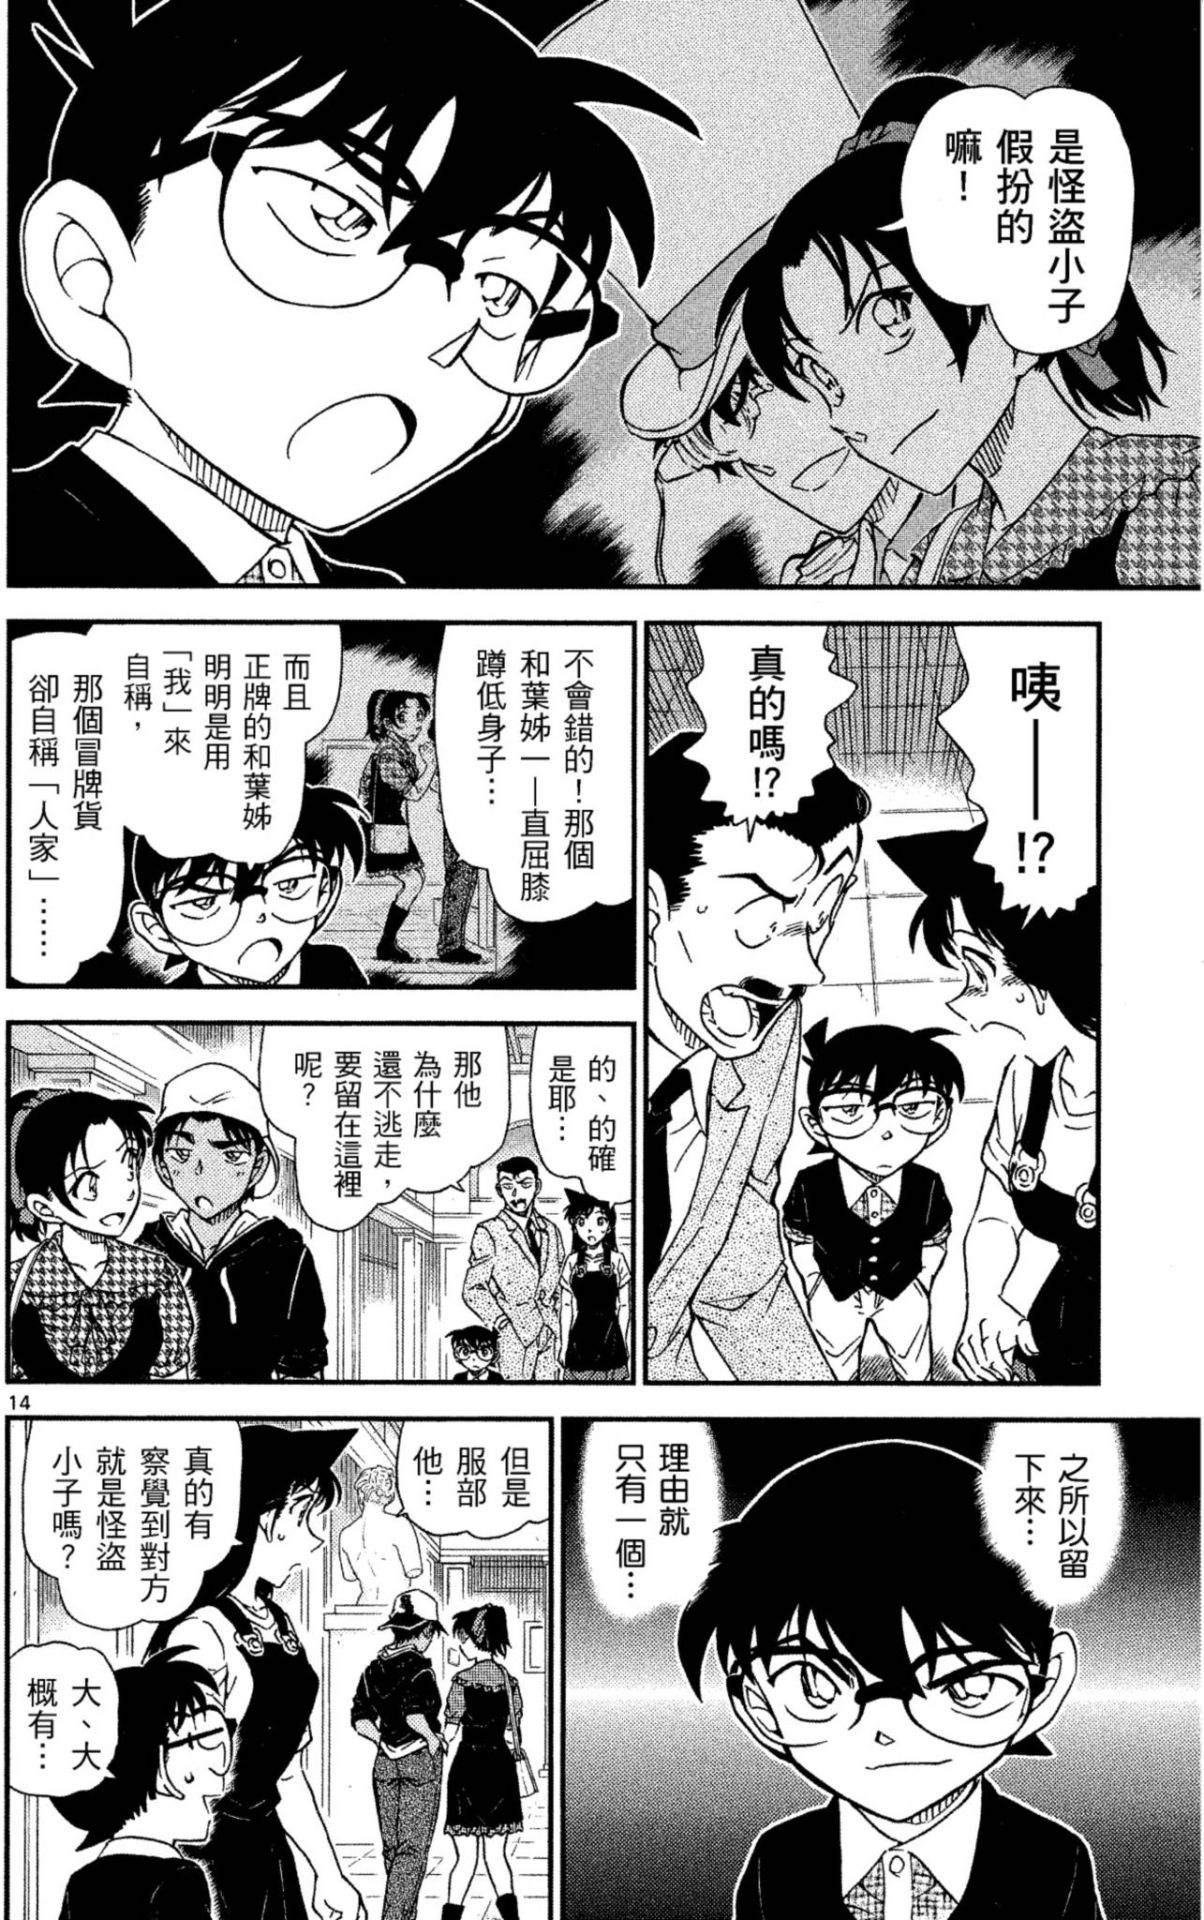 是怪盜小子
假扮的
嘛！
咦——!?
真的嗎!?
不會錯的！那個
和葉姊一直屈膝
蹲低身子…
而且
正牌的和葉姊
明明是用
「我」來
自稱，
那個冒牌貨
卻自稱「人家」……
的、的確
是耶…
那他
為什麼
還不逃走，
要留在這裡
呢？
14
之所以留
下來…
理由就
只有一個…
但是
服部
他…
真的有
察覺到對方
就是怪盜
小子嗎？
大、大
概有…